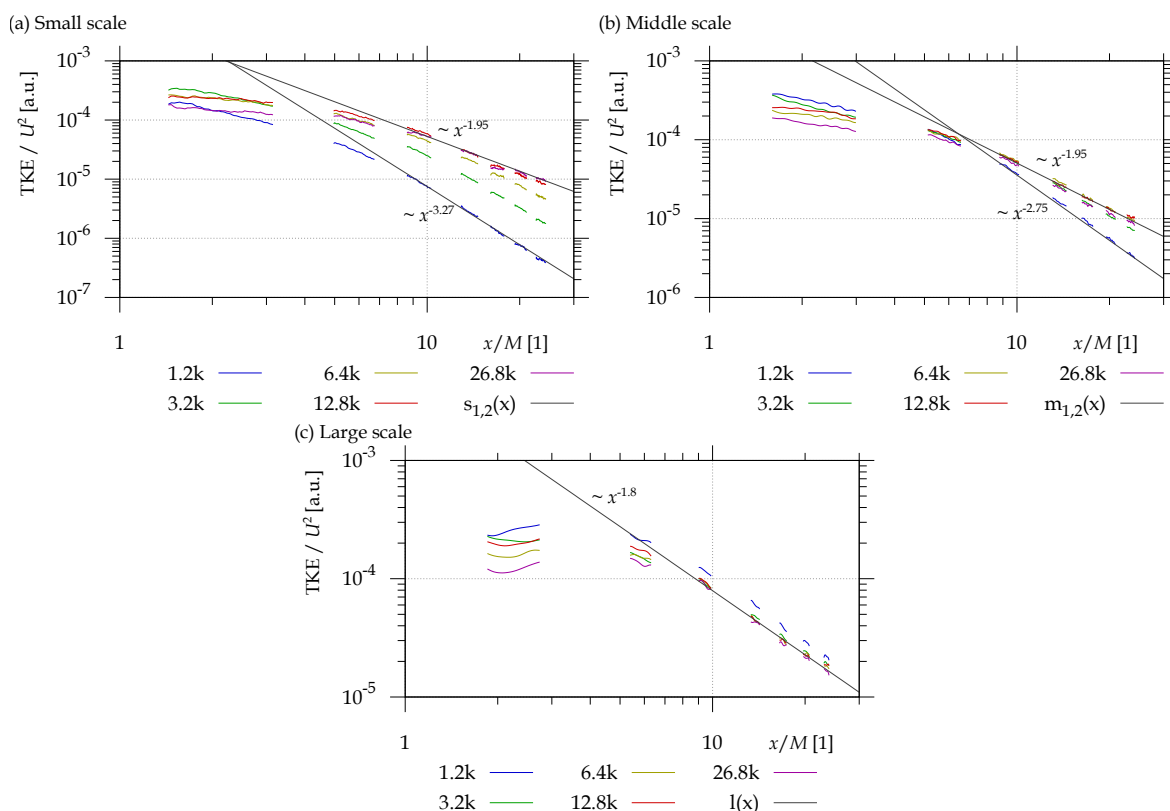 (a) Small scale
TKE / U² [a.u.]
10⁻³
10⁻⁴
10⁻⁵
10⁻⁶
10⁻⁷
~ x⁻¹·⁹⁵
~ x⁻³·²⁷
1 10 x/M [1]
1.2k 6.4k 26.8k
3.2k 12.8k s₁,₂(x)
(b) Middle scale
TKE / U² [a.u.]
10⁻³
10⁻⁴
10⁻⁵
10⁻⁶
~ x⁻¹·⁹⁵
~ x⁻²·⁷⁵
1 10 x/M [1]
1.2k 6.4k 26.8k
3.2k 12.8k m₁,₂(x)
(c) Large scale
TKE / U² [a.u.]
10⁻³
10⁻⁴
10⁻⁵
~ x⁻¹·⁸
1 10 x/M [1]
1.2k 6.4k 26.8k
3.2k 12.8k l(x)